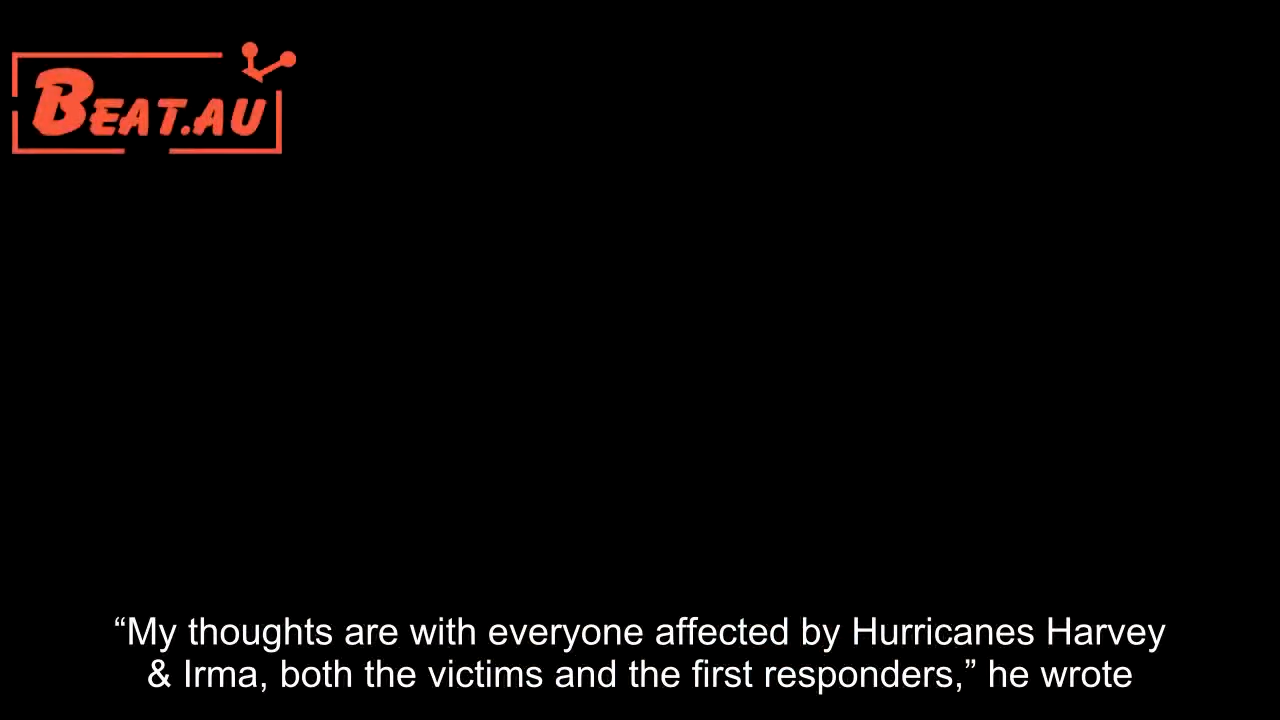 BEAT.AU
“My thoughts are with everyone affected by Hurricanes Harvey
& Irma, both the victims and the first responders,” he wrote